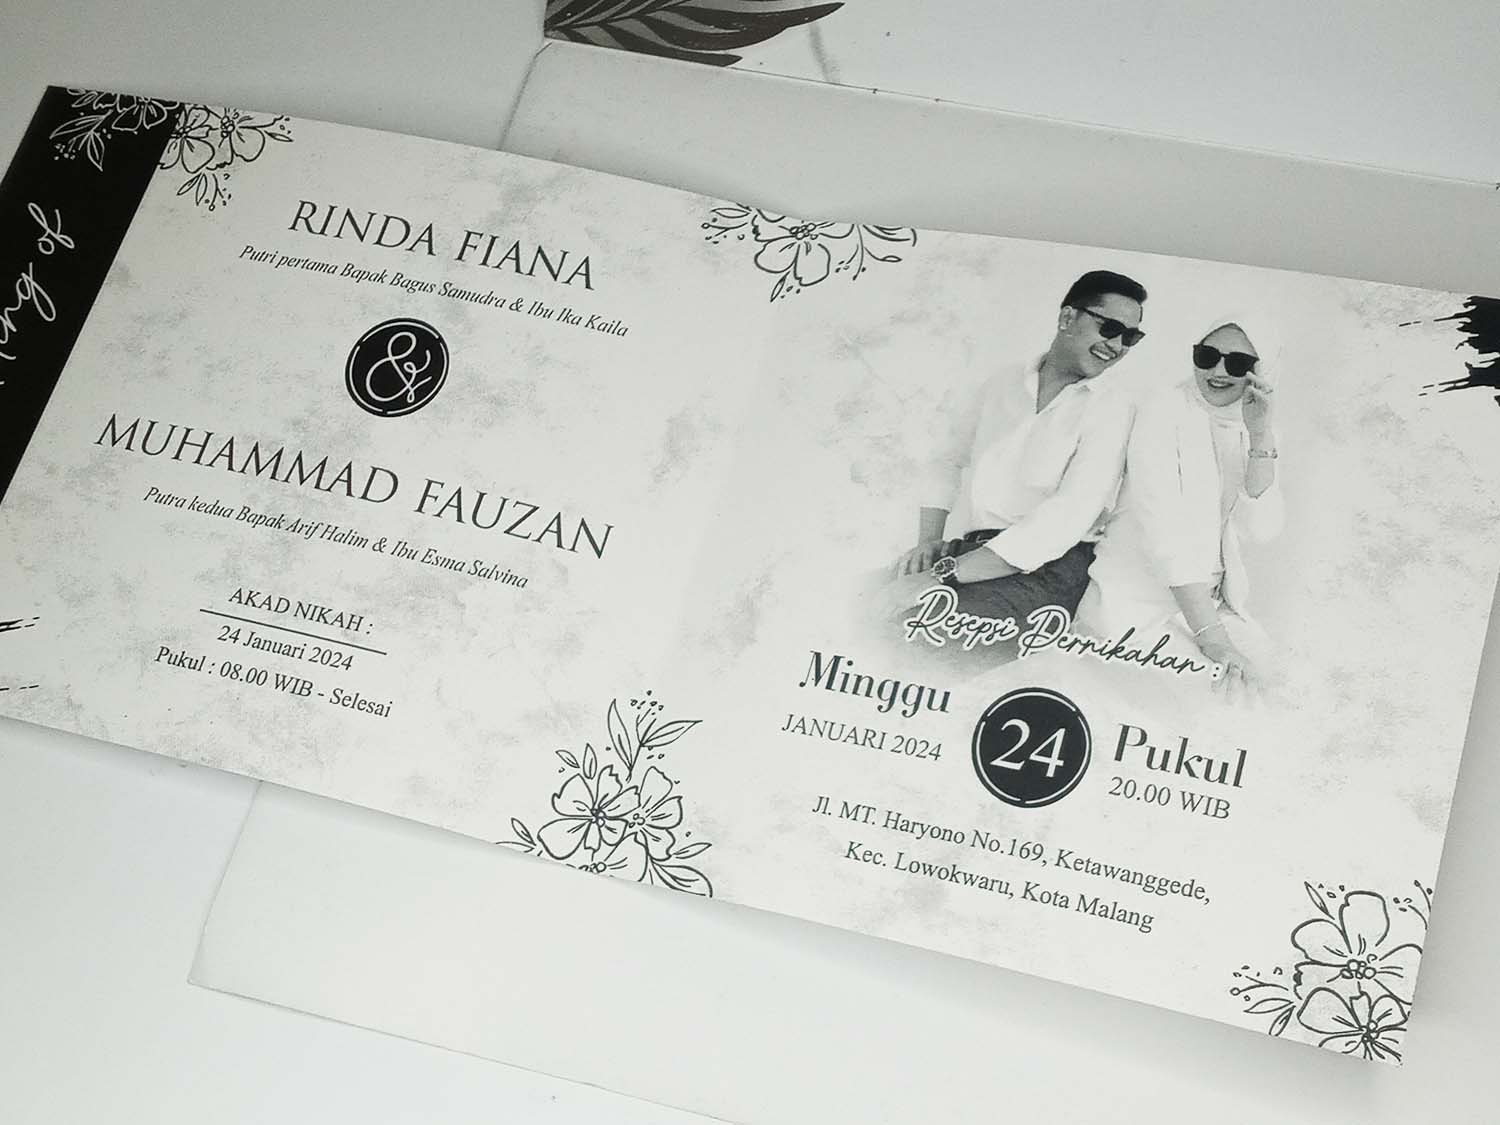 ng of
RINDA FIANA
Putri pertama Bapak Bagus Samudra & Ibu Ika Kaila
&
MUHAMMAD FAUZAN
Putra kedua Bapak Arif Halim & Ibu Esma Salvina
AKAD NIKAH :
24 Januari 2024
Pukul : 08.00 WIB - Selesai
Resepsi Pernikahan :
Minggu
JANUARI 2024
24
Pukul
20.00 WIB
Jl. MT. Haryono No.169, Ketawanggede,
Kec. Lowokwaru, Kota Malang